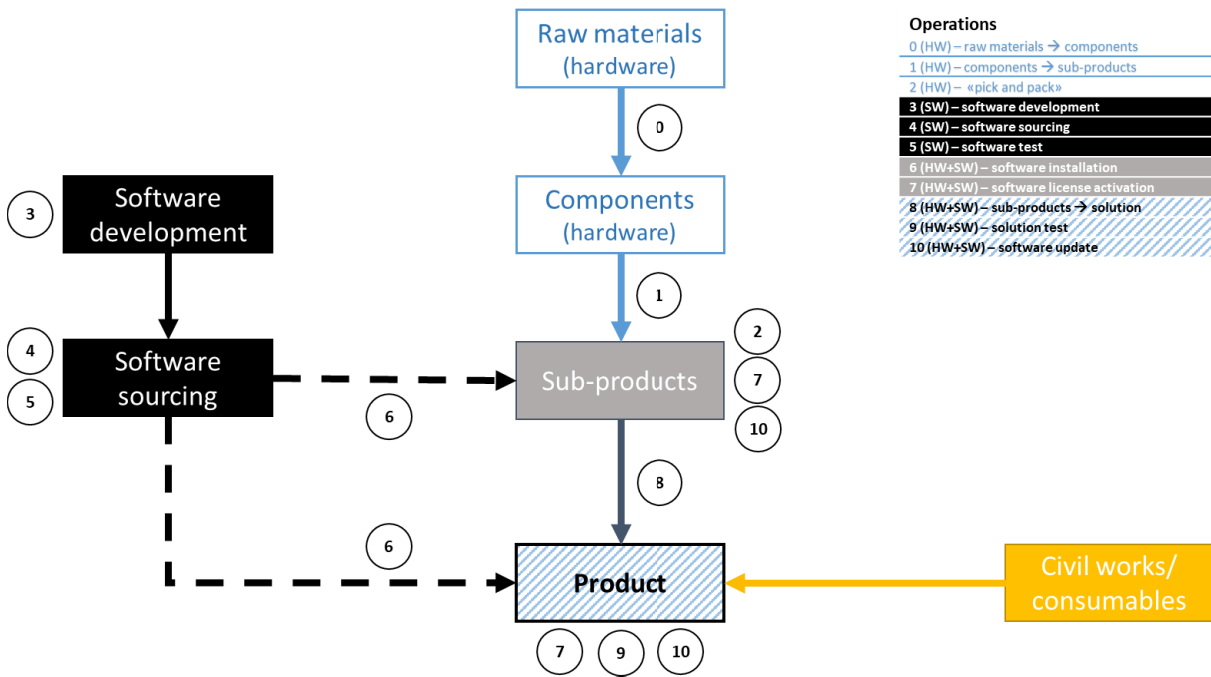 Raw materials
(hardware)
0
Components
(hardware)
1
3
Software
development
4
5
Software
sourcing
6
Sub-products
2
7
10
8
6
Product
7
9
10
Civil works/
consumables
Operations
0 (HW) – raw materials → components
1 (HW) – components → sub-products
2 (HW) – «pick and pack»
3 (SW) – software development
4 (SW) – software sourcing
5 (SW) – software test
6 (HW+SW) – software installation
7 (HW+SW) – software license activation
8 (HW+SW) – sub-products → solution
9 (HW+SW) – solution test
10 (HW+SW) – software update